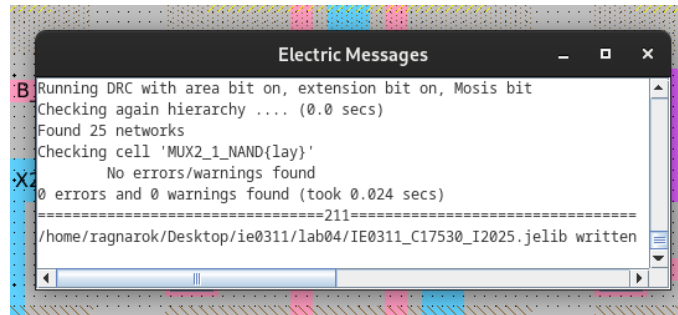 Electric Messages
Running DRC with area bit on, extension bit on, Mosis bit
Checking again hierarchy .... (0.0 secs)
Found 25 networks
B
Checking cell 'MUX2_1_NAND{lay}'
        No errors/warnings found
X2
0 errors and 0 warnings found (took 0.024 secs)
=================================211=================================
/home/ragnarok/Desktop/ie0311/lab04/IE0311_C17530_I2025.jelib written